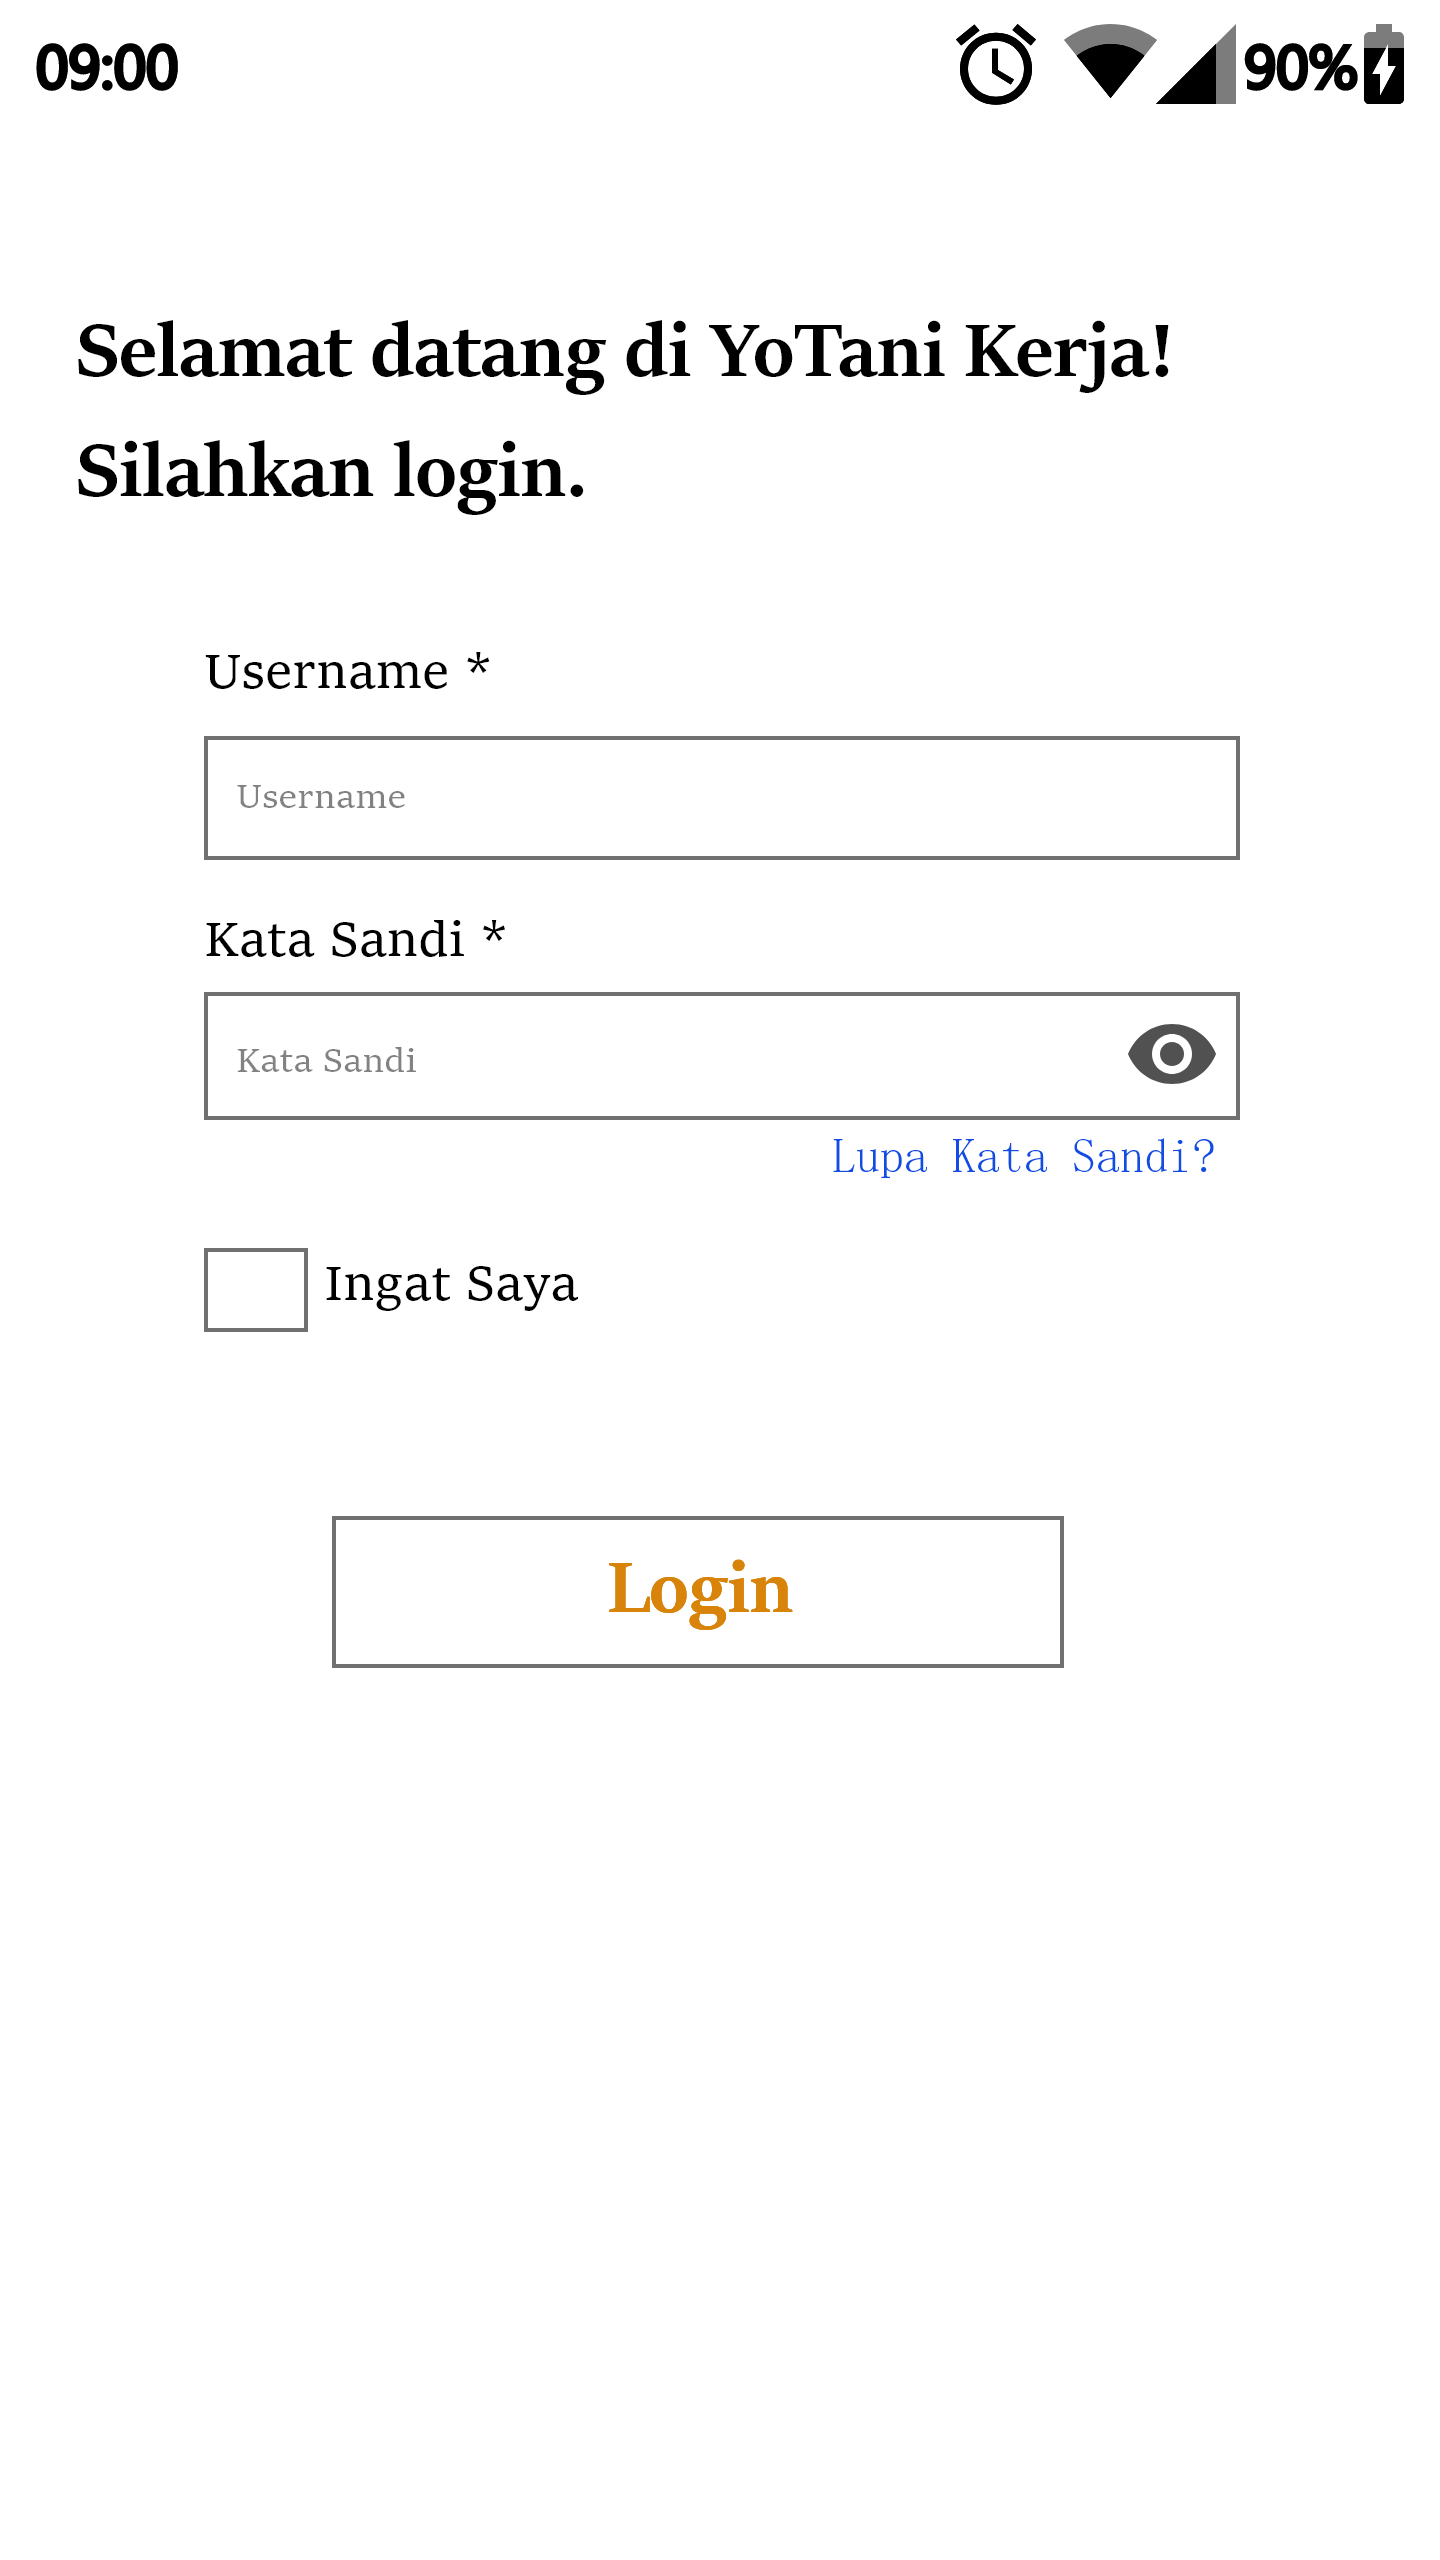 09:00 90%
Selamat datang di YoTani Kerja!
Silahkan login.
Username *
Username
Kata Sandi *
Kata Sandi
Lupa Kata Sandi?
Ingat Saya
Login